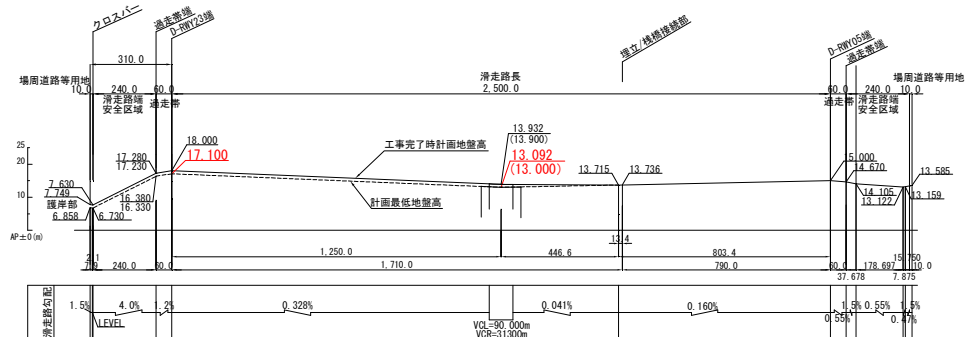 クロスバー
過走帯端
D-RWY23端
埋立/桟橋接続部
D-RWY05端
過走帯端
310.0
場周道路等用地
滑走路長
場周道路等用地
10.0
240.0
60.0
2,500.0
60.0
240.0
10.0
滑走路端
安全区域
過走帯
過走帯
滑走路端
安全区域
25
20
10
AP±0(m)
18.000
17.100
17.280
17.230
16.380
16.330
7.630
7.749
護岸部
6.858
6.730
工事完了時計画地盤高
計画最低地盤高
13.932
(13.900)
13.092
(13.000)
13.715
13.736
5.000
14.670
14.105
13.122
13.585
13.159
1,250.0
446.6
13.4
803.4
7.9
240.0
60.0
1,710.0
790.0
60.0
37.678
178.697
7.875
10.0
滑走路勾配
1.5%
4.0%
1.2%
0.328%
0.041%
0.160%
0.55%
1.5%
0.55%
0.47%
1.5%
LEVEL
VCL=90.000m
VCR=31300m